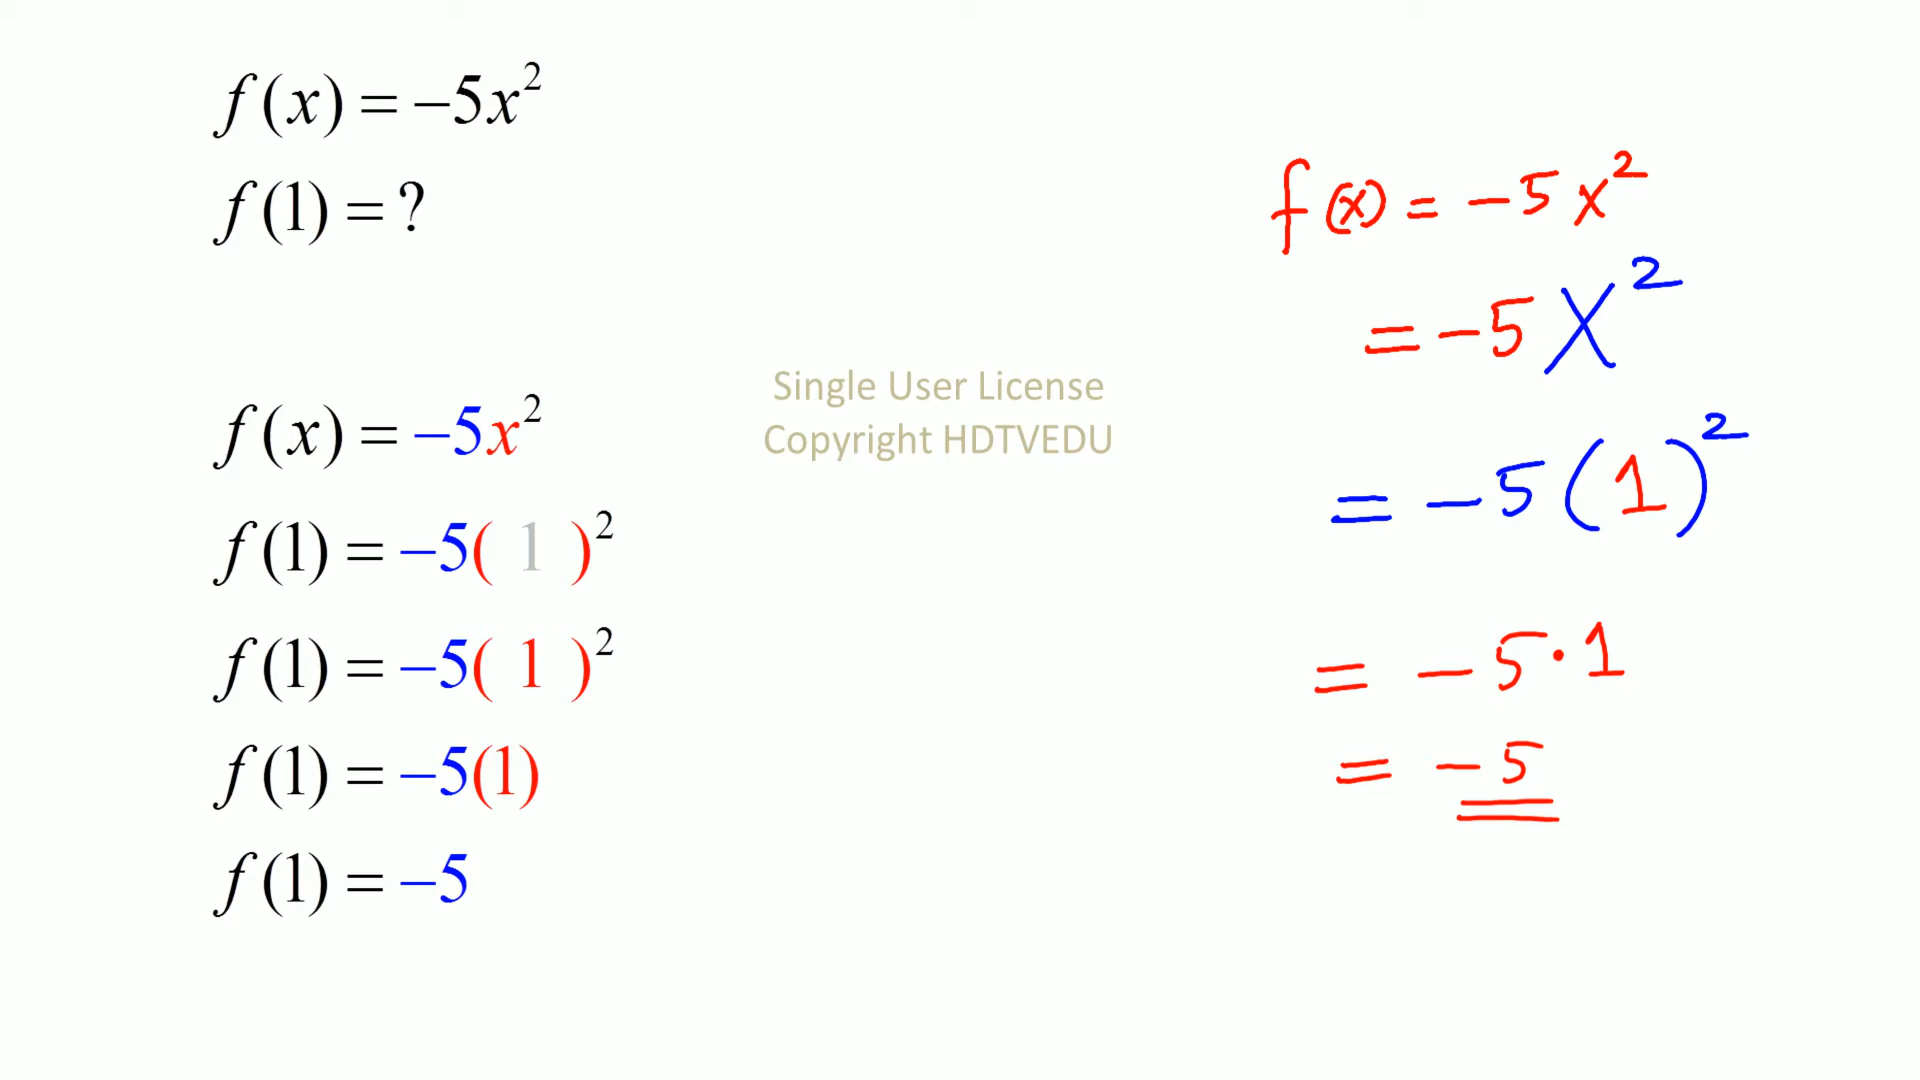 f(x) = −5x²
f(1) = ?
f(x) = −5x²
f(1) = −5( 1 )²
f(1) = −5( 1 )²
f(1) = −5(1)
f(1) = −5
Single User License
Copyright HDTVEDU
f(x) = −5x²
= −5X²
= −5(1)²
= −5·1
= −5